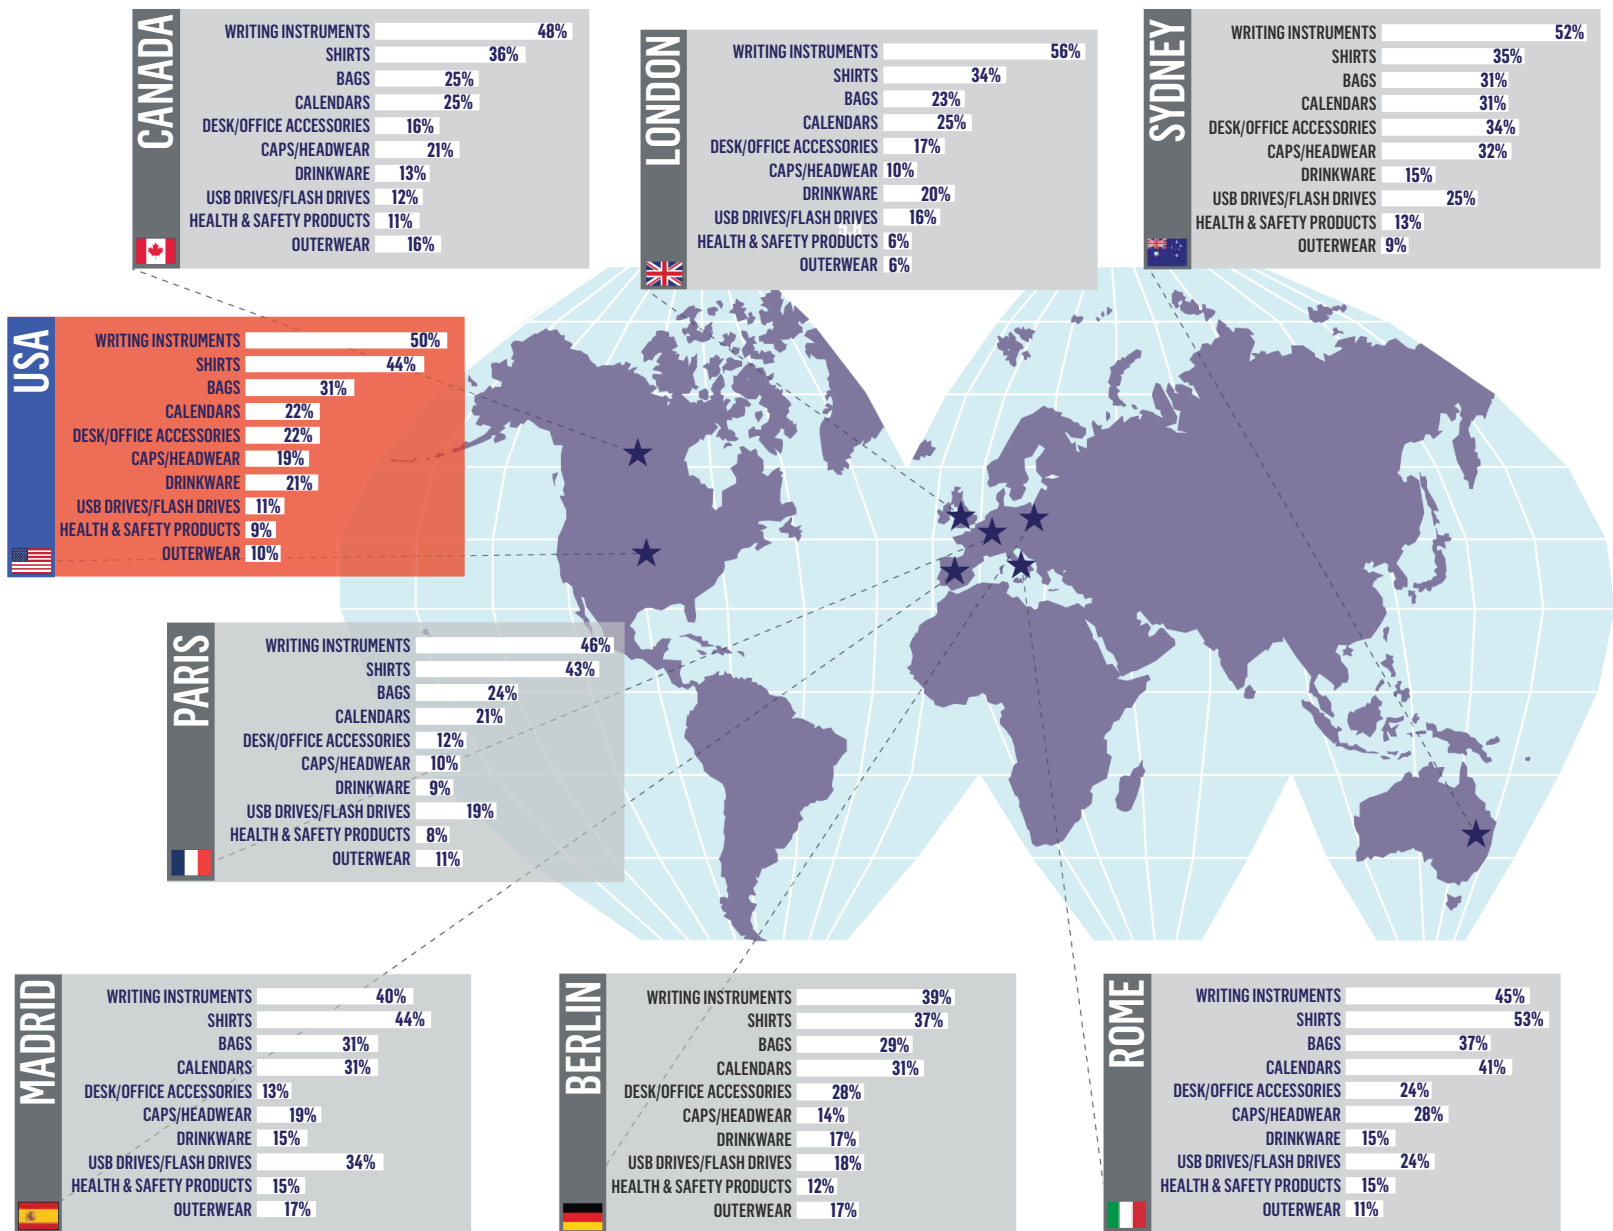 CANADA
WRITING INSTRUMENTS 48%
SHIRTS 36%
BAGS 25%
CALENDARS 25%
DESK/OFFICE ACCESSORIES 16%
CAPS/HEADWEAR 21%
DRINKWARE 13%
USB DRIVES/FLASH DRIVES 12%
HEALTH & SAFETY PRODUCTS 11%
OUTERWEAR 16%
LONDON
WRITING INSTRUMENTS 56%
SHIRTS 34%
BAGS 23%
CALENDARS 25%
DESK/OFFICE ACCESSORIES 17%
CAPS/HEADWEAR 10%
DRINKWARE 20%
USB DRIVES/FLASH DRIVES 16%
HEALTH & SAFETY PRODUCTS 6%
OUTERWEAR 6%
SYDNEY
WRITING INSTRUMENTS 52%
SHIRTS 35%
BAGS 31%
CALENDARS 31%
DESK/OFFICE ACCESSORIES 34%
CAPS/HEADWEAR 32%
DRINKWARE 15%
USB DRIVES/FLASH DRIVES 25%
HEALTH & SAFETY PRODUCTS 13%
OUTERWEAR 9%
USA
WRITING INSTRUMENTS 50%
SHIRTS 44%
BAGS 31%
CALENDARS 22%
DESK/OFFICE ACCESSORIES 22%
CAPS/HEADWEAR 19%
DRINKWARE 21%
USB DRIVES/FLASH DRIVES 11%
HEALTH & SAFETY PRODUCTS 9%
OUTERWEAR 10%
PARIS
WRITING INSTRUMENTS 46%
SHIRTS 43%
BAGS 24%
CALENDARS 21%
DESK/OFFICE ACCESSORIES 12%
CAPS/HEADWEAR 10%
DRINKWARE 9%
USB DRIVES/FLASH DRIVES 19%
HEALTH & SAFETY PRODUCTS 8%
OUTERWEAR 11%
MADRID
WRITING INSTRUMENTS 40%
SHIRTS 44%
BAGS 31%
CALENDARS 31%
DESK/OFFICE ACCESSORIES 13%
CAPS/HEADWEAR 19%
DRINKWARE 15%
USB DRIVES/FLASH DRIVES 34%
HEALTH & SAFETY PRODUCTS 15%
OUTERWEAR 17%
BERLIN
WRITING INSTRUMENTS 39%
SHIRTS 37%
BAGS 29%
CALENDARS 31%
DESK/OFFICE ACCESSORIES 28%
CAPS/HEADWEAR 14%
DRINKWARE 17%
USB DRIVES/FLASH DRIVES 18%
HEALTH & SAFETY PRODUCTS 12%
OUTERWEAR 17%
ROME
WRITING INSTRUMENTS 45%
SHIRTS 53%
BAGS 37%
CALENDARS 41%
DESK/OFFICE ACCESSORIES 24%
CAPS/HEADWEAR 28%
DRINKWARE 15%
USB DRIVES/FLASH DRIVES 24%
HEALTH & SAFETY PRODUCTS 15%
OUTERWEAR 11%